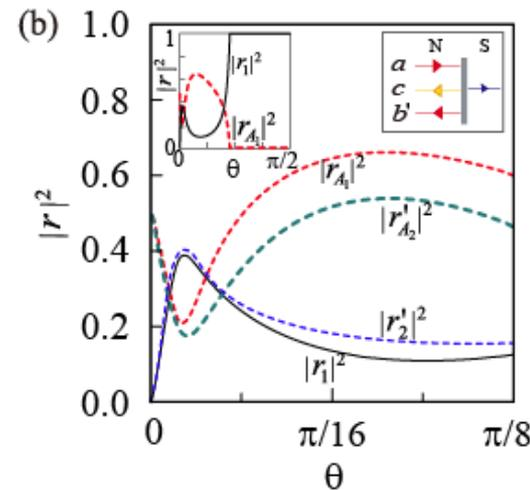 (b)
1.0
0.8
0.6
0.4
0.2
0.0
|r|²
0
π/16
π/8
θ
1
0
|r|²
0
θ
π/2
|r₁|²
|r_A₁|²
N S
a
c
b'
|r_A₁|²
|r'_A₂|²
|r'₂|²
|r₁|²